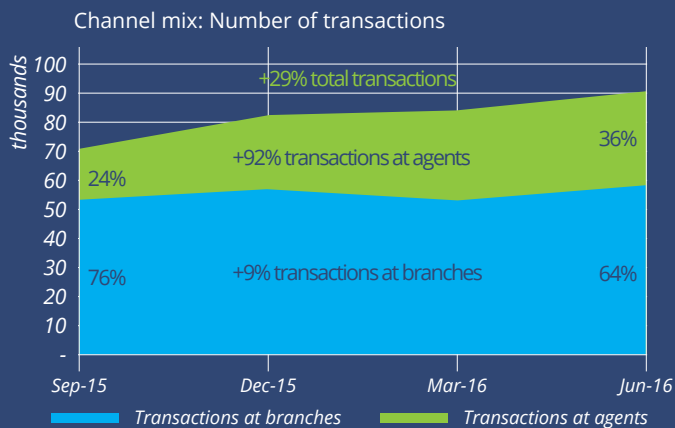 Channel mix: Number of transactions
thousands
100
90
80
70
60
50
40
30
20
10
-
+29% total transactions
+92% transactions at agents
36%
24%
+9% transactions at branches
76%
64%
Sep-15 Dec-15 Mar-16 Jun-16
Transactions at branches Transactions at agents